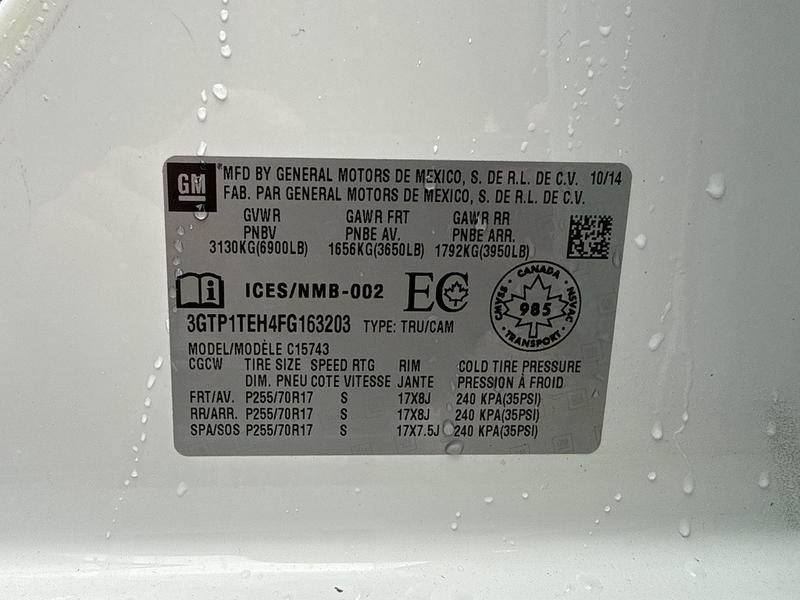 GM *MFD BY GENERAL MOTORS DE MEXICO, S. DE R.L. DE C.V. 10/14
FAB. PAR GENERAL MOTORS DE MEXICO, S. DE R.L. DE C.V.
GVWR GAWR FRT GAWR RR
PNBV PNBE AV. PNBE ARR.
3130KG(6900LB) 1656KG(3650LB) 1792KG(3950LB)
ICES/NMB-002 EC
CANADA
CMVSS 985 NSVAC
TRANSPORT
3GTP1TEH4FG163203 TYPE: TRU/CAM
MODEL/MODÈLE C15743
CGCW TIRE SIZE SPEED RTG RIM COLD TIRE PRESSURE
DIM. PNEU COTE VITESSE JANTE PRESSION À FROID
FRT/AV. P255/70R17 S 17X8J 240 KPA(35PSI)
RR/ARR. P255/70R17 S 17X8J 240 KPA(35PSI)
SPA/SOS P255/70R17 S 17X7.5J 240 KPA(35PSI)